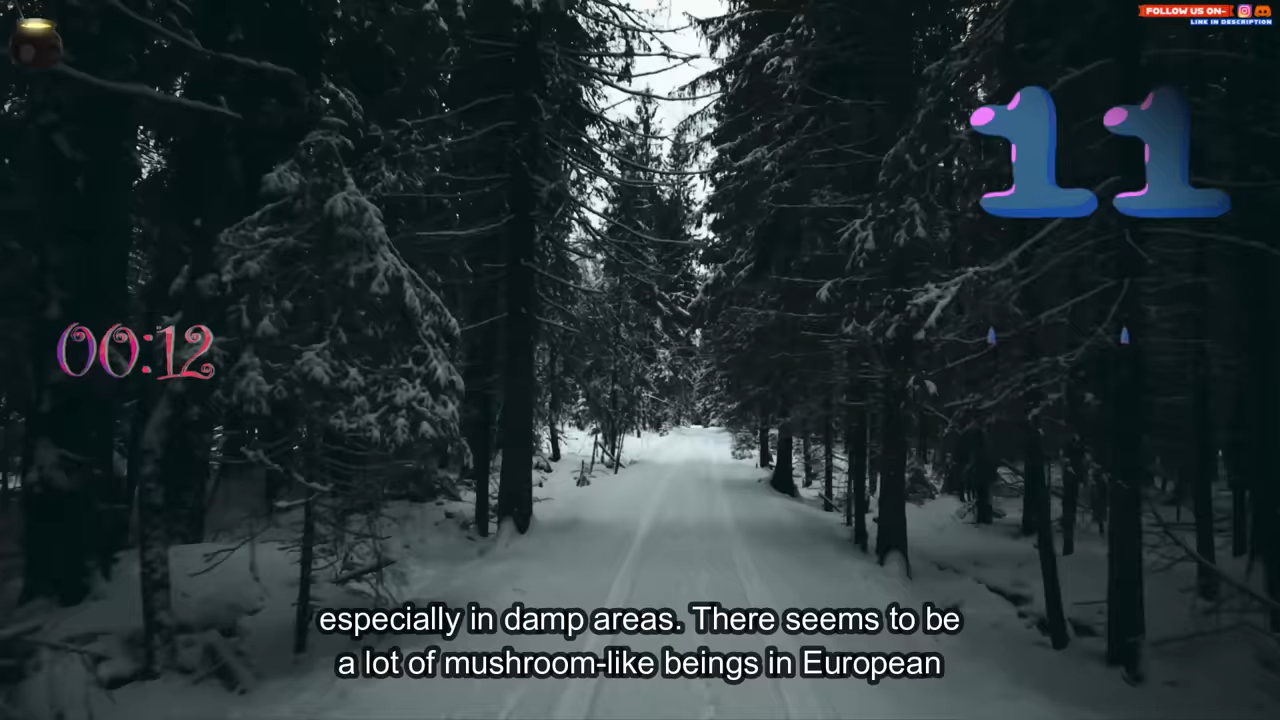 FOLLOW US ON-
LINK IN DESCRIPTION
11
00:12
especially in damp areas. There seems to be
a lot of mushroom-like beings in European